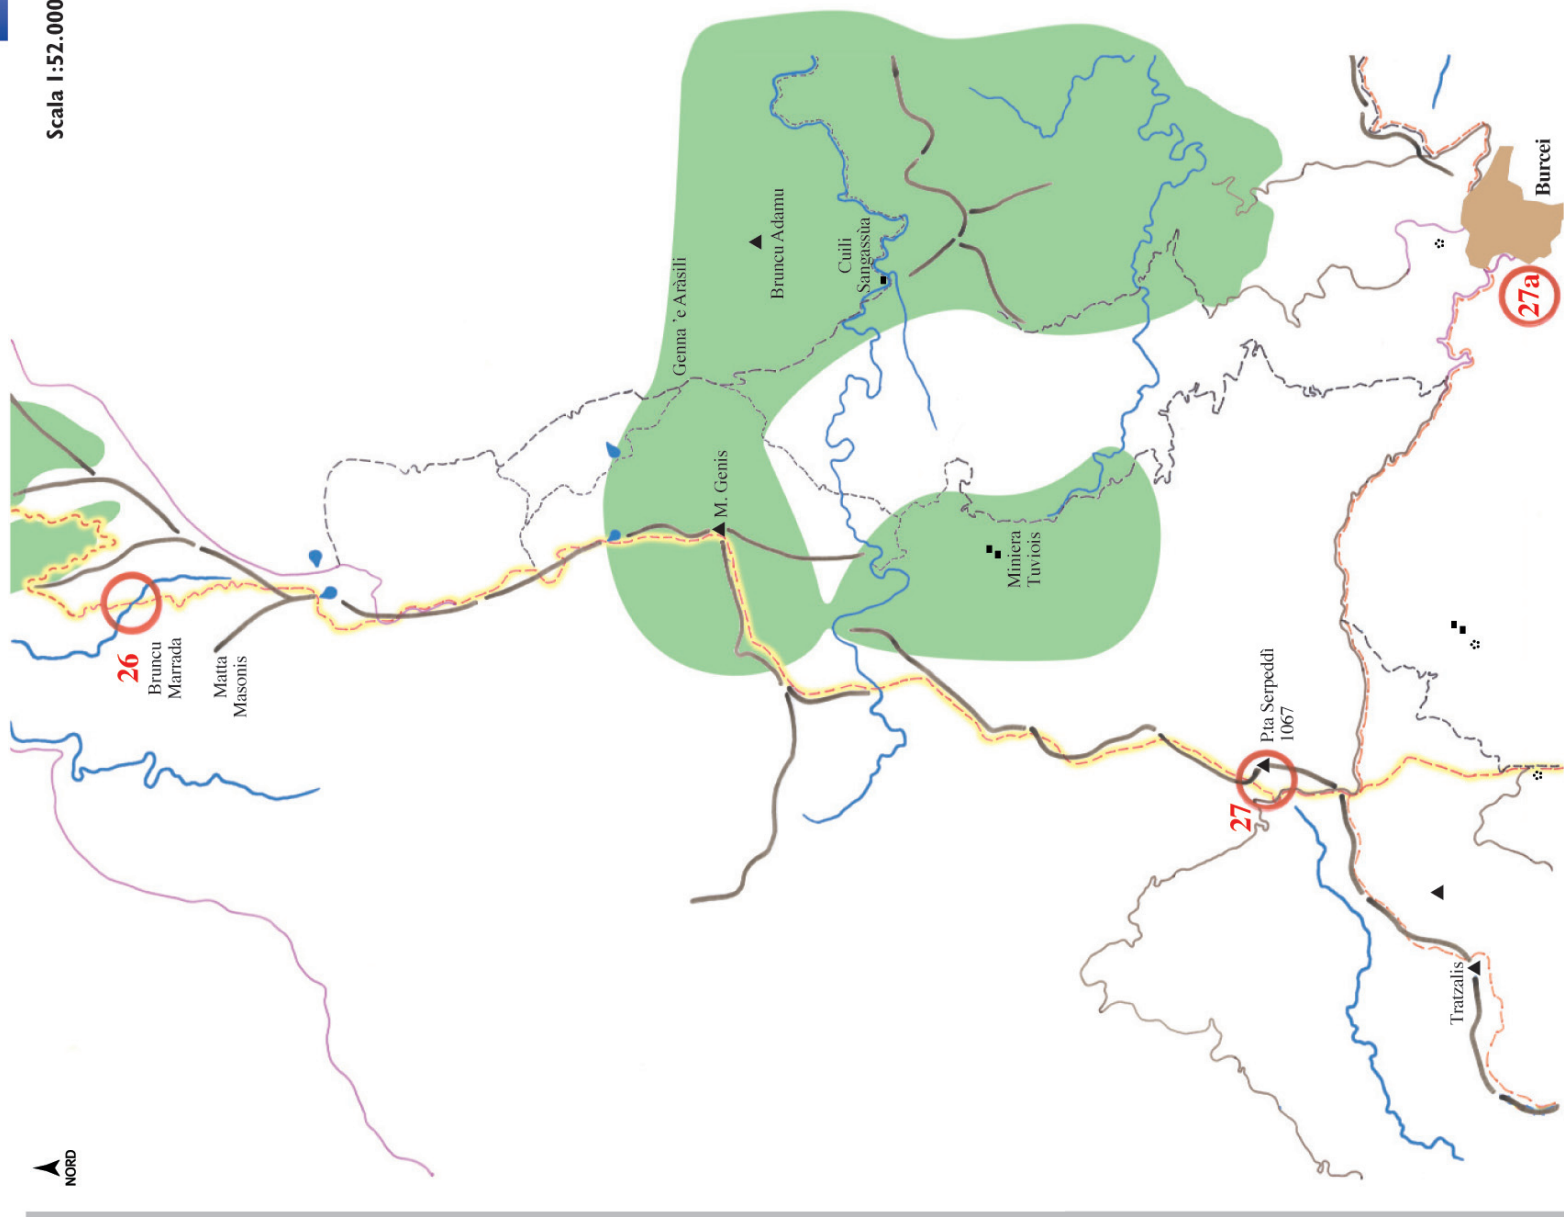 Scala 1:52.000
NORD
26
Bruncu
Marrada
Matta
Masonis
Genna 'e Aràsili
Bruncu Adamu
Cuili
Sangassùa
M. Genis
Miniera
Tuviois
P.ta Serpeddì
1067
27
Tratzalis
27a
Burcei